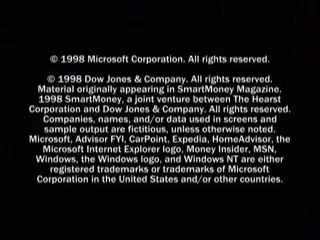 © 1998 Microsoft Corporation. All rights reserved.
© 1998 Dow Jones & Company. All rights reserved.
Material originally appearing in SmartMoney Magazine.
1998 SmartMoney, a joint venture between The Hearst
Corporation and Dow Jones & Company. All rights reserved.
Companies, names, and/or data used in screens and
sample output are fictitious, unless otherwise noted.
Microsoft, Advisor FYI, CarPoint, Expedia, HomeAdvisor, the
Microsoft Internet Explorer logo, Money Insider, MSN,
Windows, the Windows logo, and Windows NT are either
registered trademarks or trademarks of Microsoft
Corporation in the United States and/or other countries.